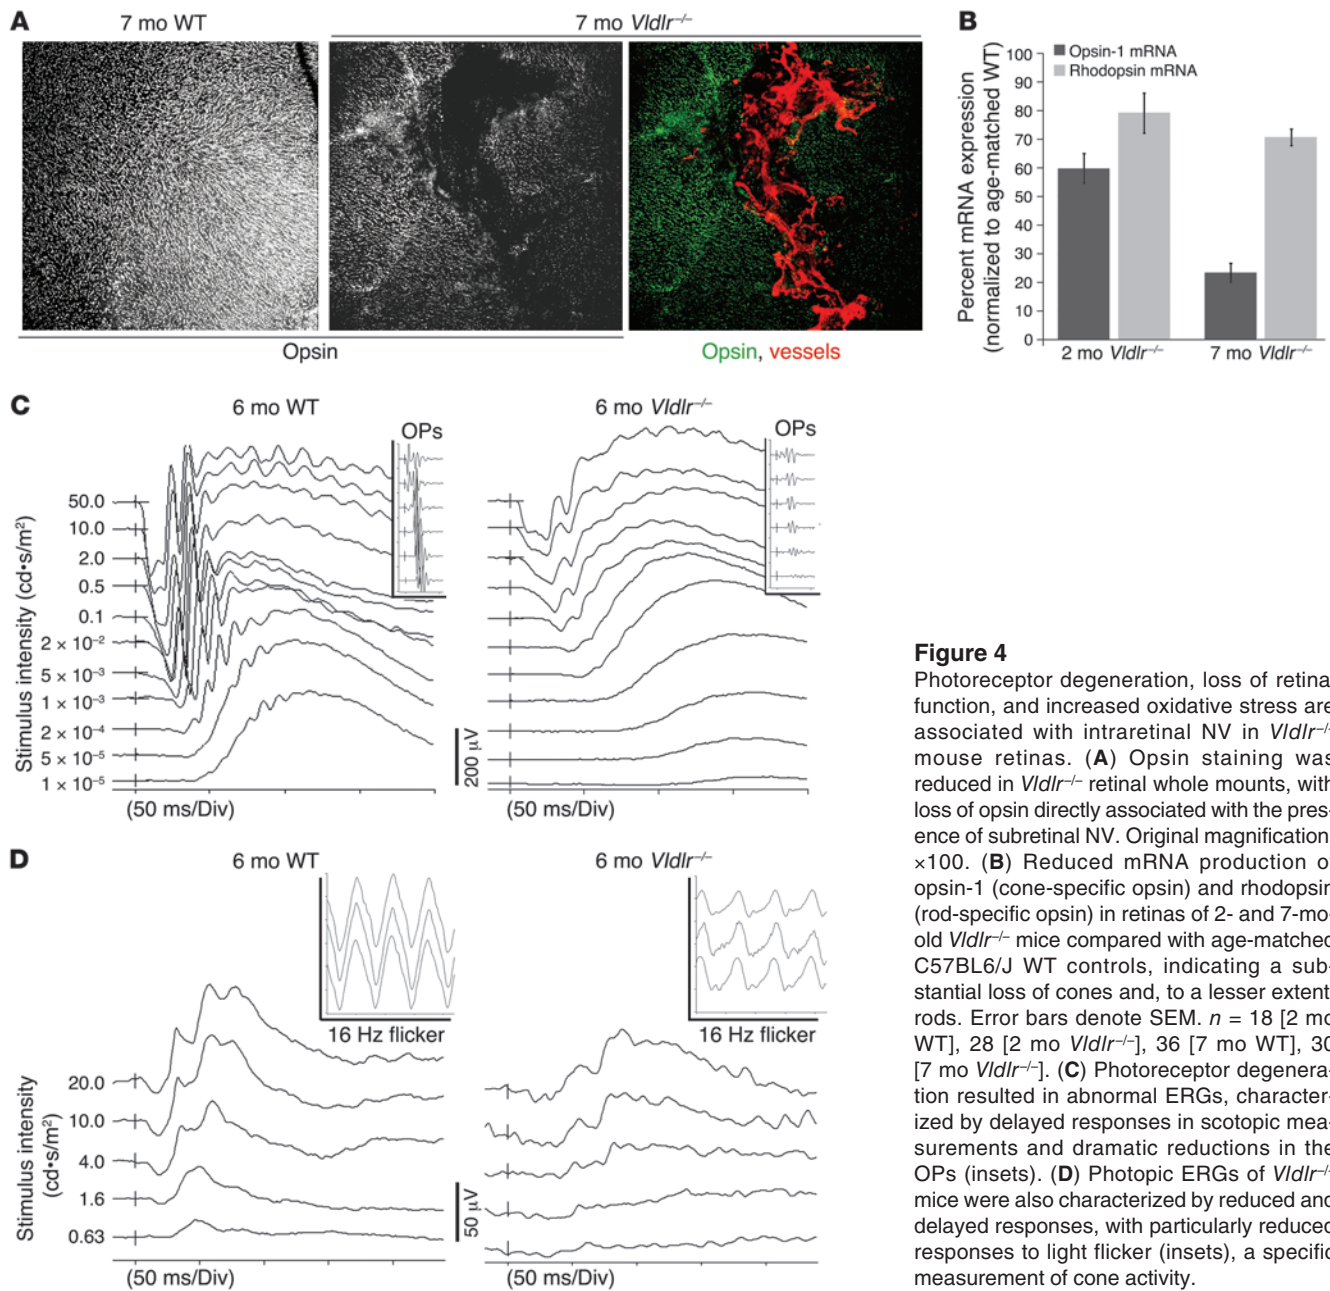 A
7 mo WT
7 mo Vldlr–/–
Opsin
Opsin, vessels
B
Percent mRNA expression
(normalized to age-matched WT)
100
90
80
70
60
50
40
30
20
10
0
Opsin-1 mRNA
Rhodopsin mRNA
2 mo Vldlr–/–
7 mo Vldlr–/–
C
6 mo WT
6 mo Vldlr–/–
OPs
OPs
Stimulus intensity (cd•s/m²)
50.0
10.0
2.0
0.5
0.1
2 × 10⁻²
5 × 10⁻³
1 × 10⁻³
2 × 10⁻⁴
5 × 10⁻⁵
1 × 10⁻⁵
200 µV
(50 ms/Div)
(50 ms/Div)
D
6 mo WT
6 mo Vldlr–/–
16 Hz flicker
16 Hz flicker
Stimulus intensity
(cd•s/m²)
20.0
10.0
4.0
1.6
0.63
50 µV
(50 ms/Div)
(50 ms/Div)
Figure 4
Photoreceptor degeneration, loss of retinal
function, and increased oxidative stress are
associated with intraretinal NV in Vldlr–/–
mouse retinas. (A) Opsin staining was
reduced in Vldlr–/– retinal whole mounts, with
loss of opsin directly associated with the pres-
ence of subretinal NV. Original magnification,
×100. (B) Reduced mRNA production of
opsin-1 (cone-specific opsin) and rhodopsin
(rod-specific opsin) in retinas of 2- and 7-mo-
old Vldlr–/– mice compared with age-matched
C57BL6/J WT controls, indicating a sub-
stantial loss of cones and, to a lesser extent,
rods. Error bars denote SEM. n = 18 [2 mo
WT], 28 [2 mo Vldlr–/–], 36 [7 mo WT], 30
[7 mo Vldlr–/–]. (C) Photoreceptor degenera-
tion resulted in abnormal ERGs, character-
ized by delayed responses in scotopic mea-
surements and dramatic reductions in the
OPs (insets). (D) Photopic ERGs of Vldlr–/–
mice were also characterized by reduced and
delayed responses, with particularly reduced
responses to light flicker (insets), a specific
measurement of cone activity.